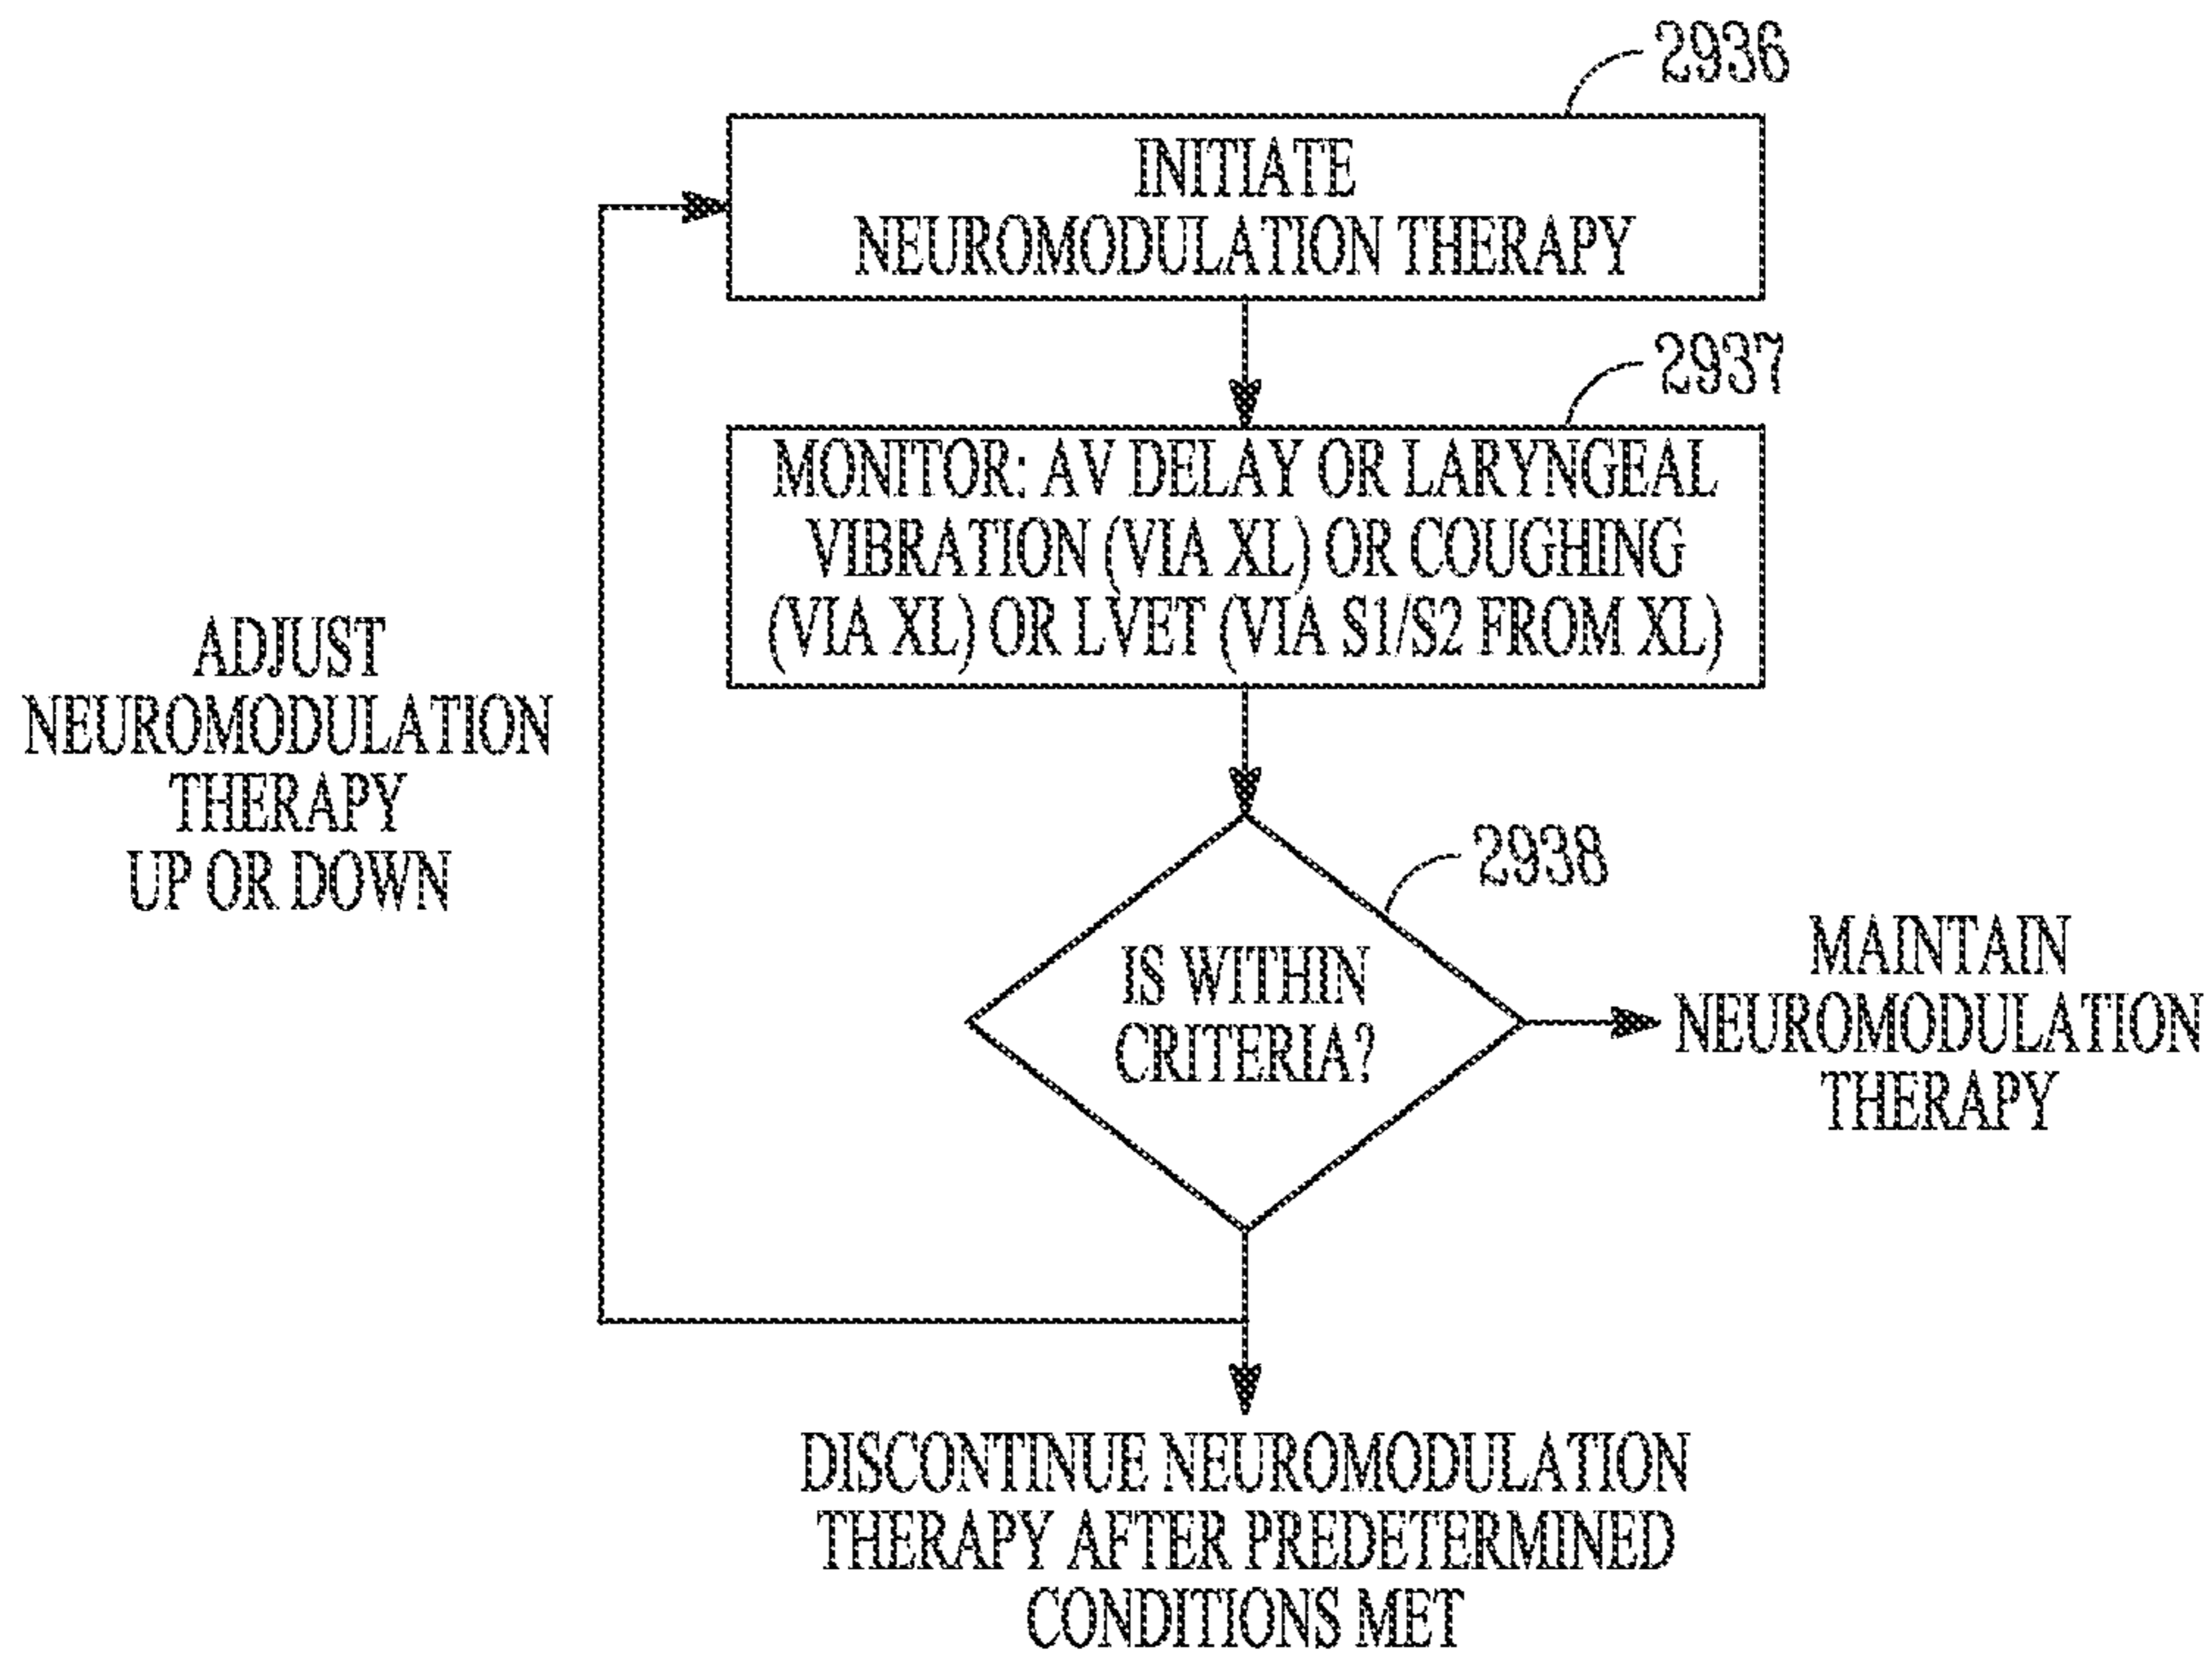 2936
INITIATE
NEUROMODULATION THERAPY
2937
MONITOR: AV DELAY OR LARYNGEAL
VIBRATION (VIA XL) OR COUGHING
(VIA XL) OR LVET (VIA S1/S2 FROM XL)
ADJUST
NEUROMODULATION
THERAPY
UP OR DOWN
2938
IS WITHIN
CRITERIA?
MAINTAIN
NEUROMODULATION
THERAPY
DISCONTINUE NEUROMODULATION
THERAPY AFTER PREDETERMINED
CONDITIONS MET